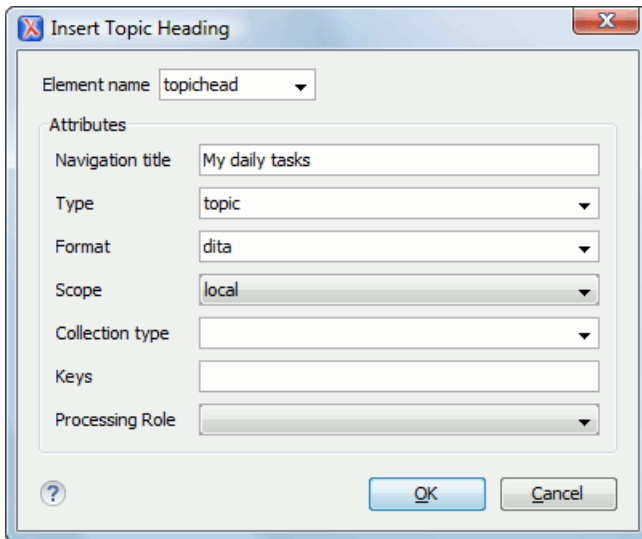 Insert Topic Heading
Element name topichead
Attributes
Navigation title My daily tasks
Type topic
Format dita
Scope local
Collection type
Keys
Processing Role
? OK Cancel